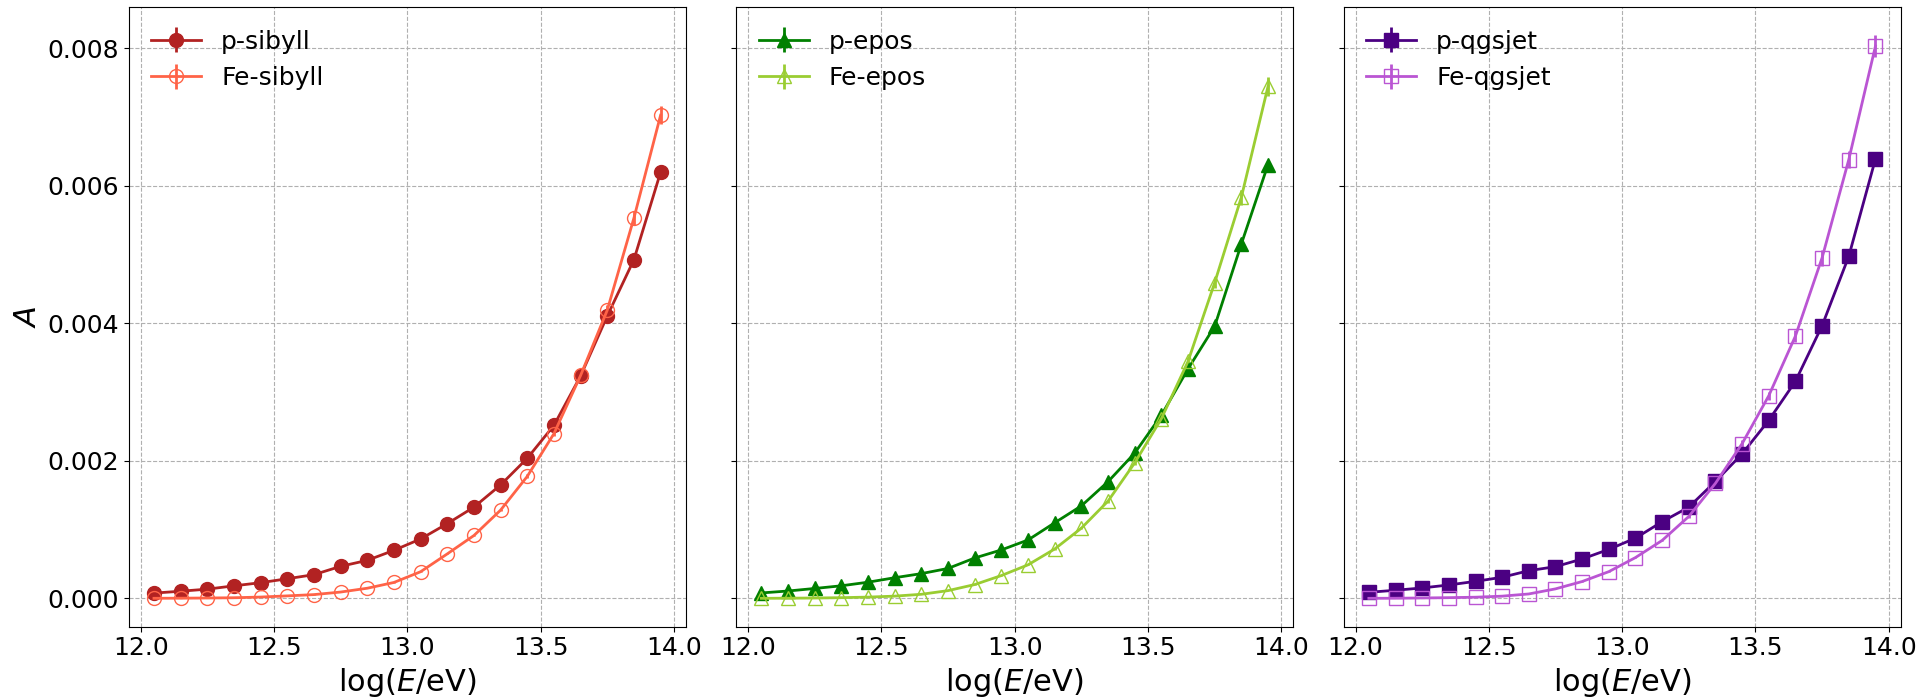 p-sibyll
Fe-sibyll
p-epos
Fe-epos
p-qgsjet
Fe-qgsjet
A
0.008
0.006
0.004
0.002
0.000
12.0 12.5 13.0 13.5 14.0
12.0 12.5 13.0 13.5 14.0
12.0 12.5 13.0 13.5 14.0
log(E/eV)
log(E/eV)
log(E/eV)